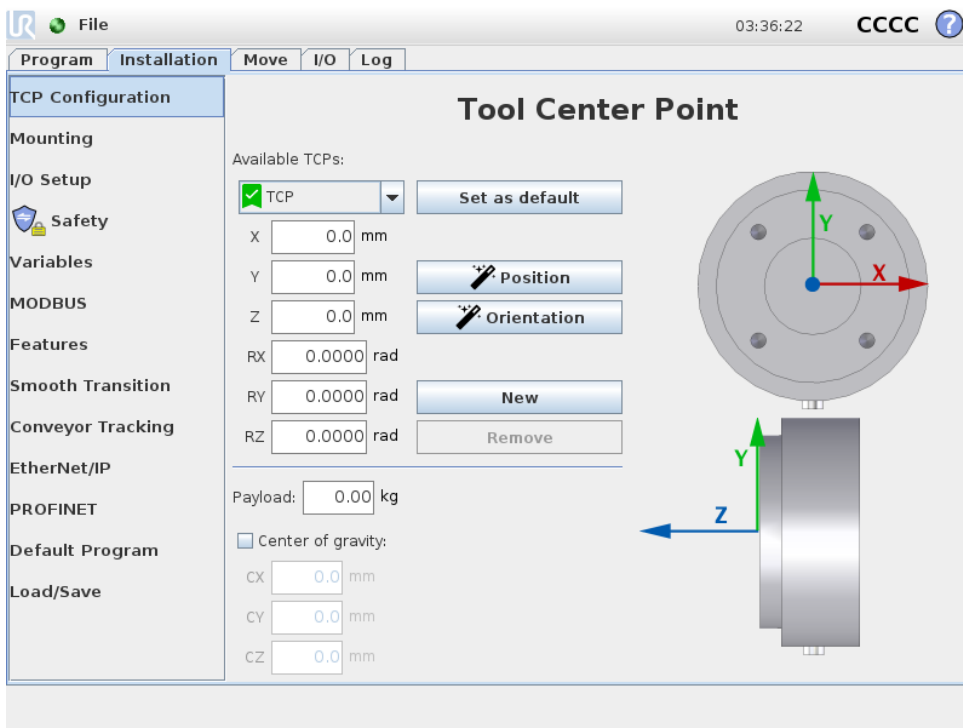 UR File 03:36:22 CCCC ?
Program Installation Move I/O Log
TCP Configuration
Mounting
I/O Setup
Safety
Variables
MODBUS
Features
Smooth Transition
Conveyor Tracking
EtherNet/IP
PROFINET
Default Program
Load/Save
Tool Center Point
Available TCPs:
TCP Set as default
X 0.0 mm
Y 0.0 mm Position
Z 0.0 mm Orientation
RX 0.0000 rad
RY 0.0000 rad New
RZ 0.0000 rad Remove
Payload: 0.00 kg
Center of gravity:
CX 0.0 mm
CY 0.0 mm
CZ 0.0 mm
Y
X
Y
Z